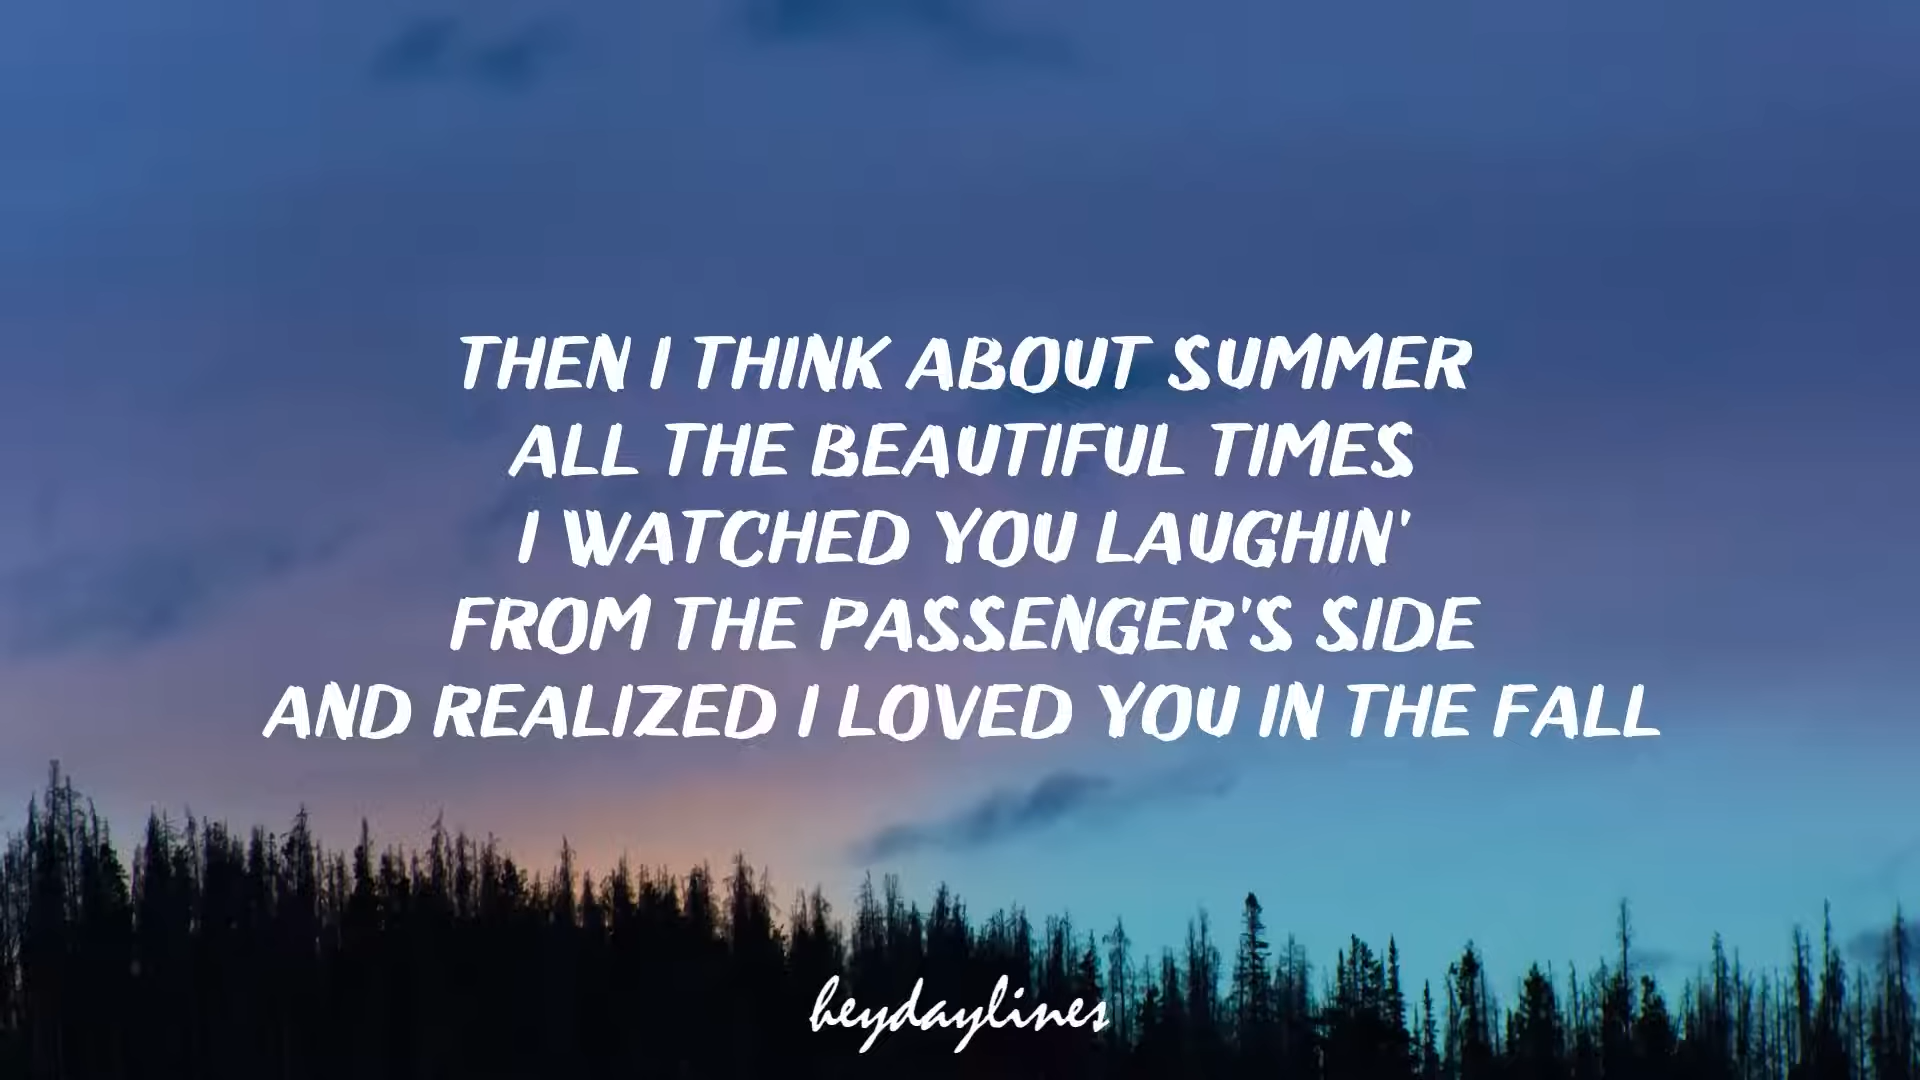 THEN I THINK ABOUT SUMMER
ALL THE BEAUTIFUL TIMES
I WATCHED YOU LAUGHIN'
FROM THE PASSENGER'S SIDE
AND REALIZED I LOVED YOU IN THE FALL
heydaylines